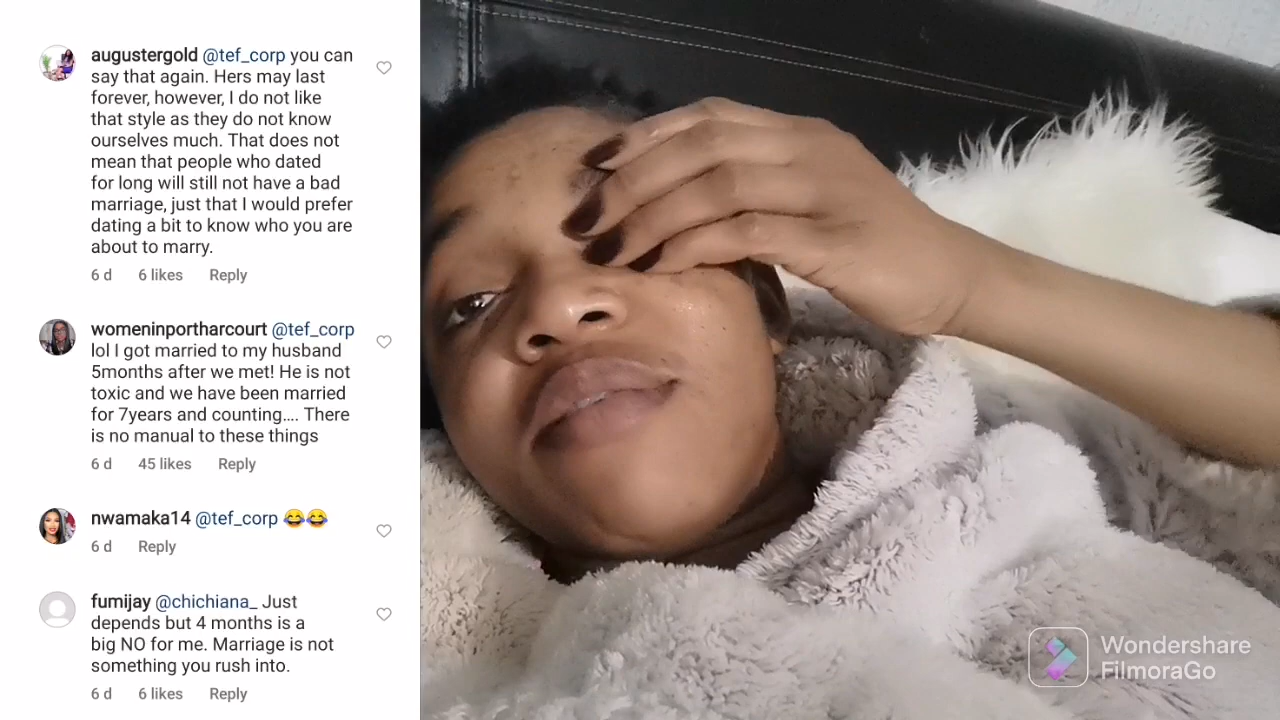 augustergold @tef_corp you can
say that again. Hers may last
forever, however, I do not like
that style as they do not know
ourselves much. That does not
mean that people who dated
for long will still not have a bad
marriage, just that I would prefer
dating a bit to know who you are
about to marry.
6 d 6 likes Reply
womeninportharcourt @tef_corp
lol I got married to my husband
5months after we met! He is not
toxic and we have been married
for 7years and counting.... There
is no manual to these things
6 d 45 likes Reply
nwamaka14 @tef_corp 😂😂
6 d Reply
fumijay @chichiana_ Just
depends but 4 months is a
big NO for me. Marriage is not
something you rush into.
6 d 6 likes Reply
Wondershare
FilmoraGo